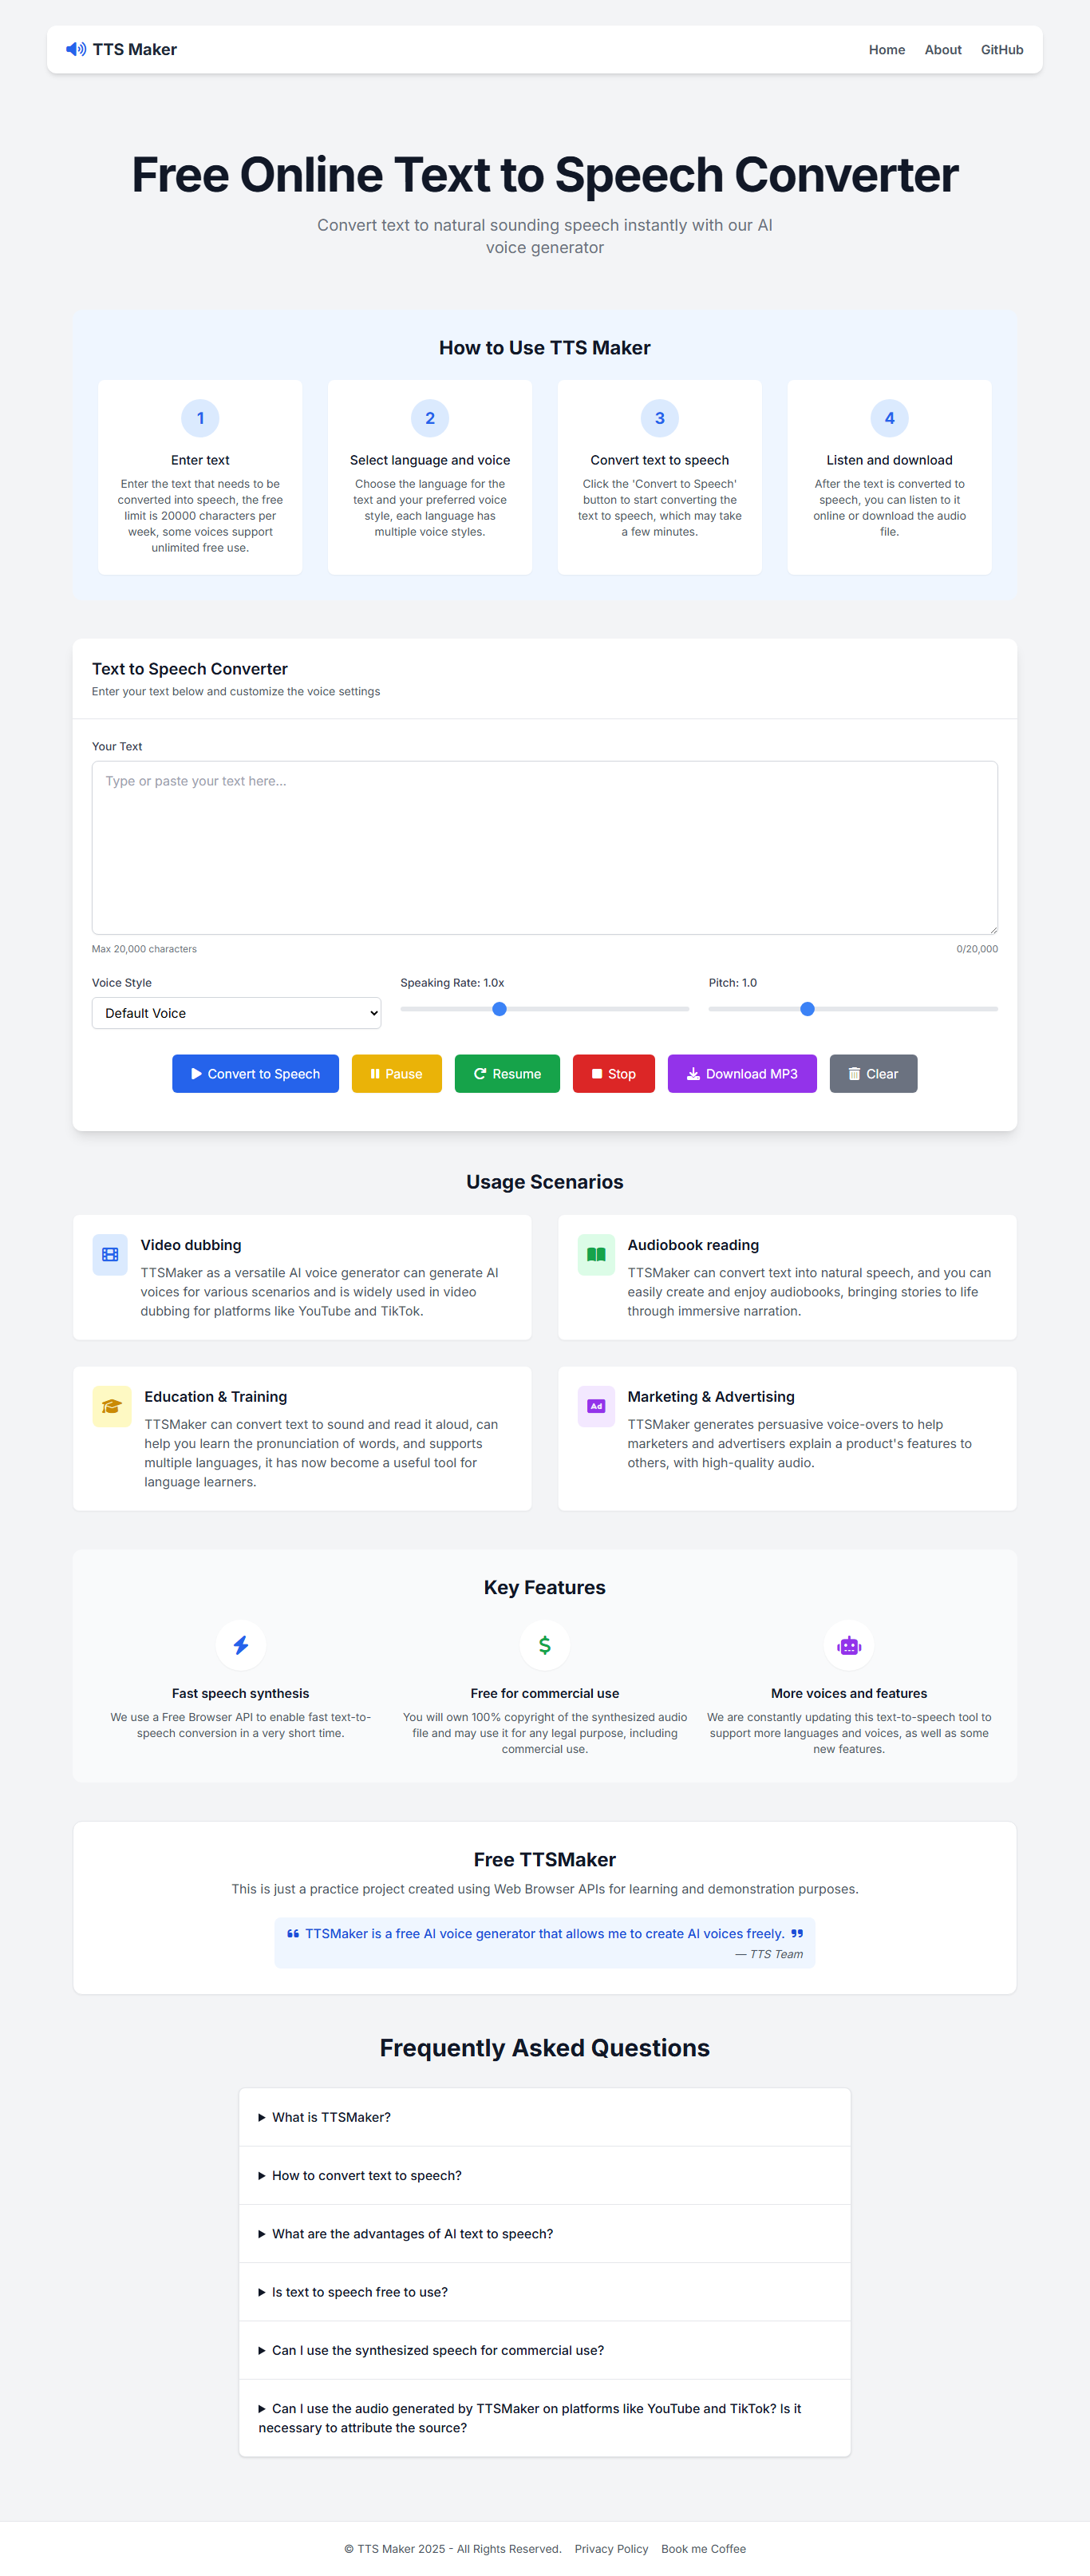 TTS Maker
Home About GitHub
Free Online Text to Speech Converter
Convert text to natural sounding speech instantly with our AI
voice generator
How to Use TTS Maker
1
Enter text
Enter the text that needs to be
converted into speech, the free
limit is 20000 characters per
week, some voices support
unlimited free use.
2
Select language and voice
Choose the language for the
text and your preferred voice
style, each language has
multiple voice styles.
3
Convert text to speech
Click the 'Convert to Speech'
button to start converting the
text to speech, which may take
a few minutes.
4
Listen and download
After the text is converted to
speech, you can listen to it
online or download the audio
file.
Text to Speech Converter
Enter your text below and customize the voice settings
Your Text
Type or paste your text here...
Max 20,000 characters 0/20,000
Voice Style
Default Voice
Speaking Rate: 1.0x
Pitch: 1.0
Convert to Speech Pause Resume Stop Download MP3 Clear
Usage Scenarios
Video dubbing
TTSMaker as a versatile AI voice generator can generate AI
voices for various scenarios and is widely used in video
dubbing for platforms like YouTube and TikTok.
Audiobook reading
TTSMaker can convert text into natural speech, and you can
easily create and enjoy audiobooks, bringing stories to life
through immersive narration.
Education & Training
TTSMaker can convert text to sound and read it aloud, can
help you learn the pronunciation of words, and supports
multiple languages, it has now become a useful tool for
language learners.
Ad
Marketing & Advertising
TTSMaker generates persuasive voice-overs to help
marketers and advertisers explain a product's features to
others, with high-quality audio.
Key Features
Fast speech synthesis
We use a Free Browser API to enable fast text-to-
speech conversion in a very short time.
$
Free for commercial use
You will own 100% copyright of the synthesized audio
file and may use it for any legal purpose, including
commercial use.
More voices and features
We are constantly updating this text-to-speech tool to
support more languages and voices, as well as some
new features.
Free TTSMaker
This is just a practice project created using Web Browser APIs for learning and demonstration purposes.
❝ TTSMaker is a free AI voice generator that allows me to create AI voices freely. ❞
— TTS Team
Frequently Asked Questions
What is TTSMaker?
How to convert text to speech?
What are the advantages of AI text to speech?
Is text to speech free to use?
Can I use the synthesized speech for commercial use?
Can I use the audio generated by TTSMaker on platforms like YouTube and TikTok? Is it
necessary to attribute the source?
© TTS Maker 2025 - All Rights Reserved. Privacy Policy Book me Coffee